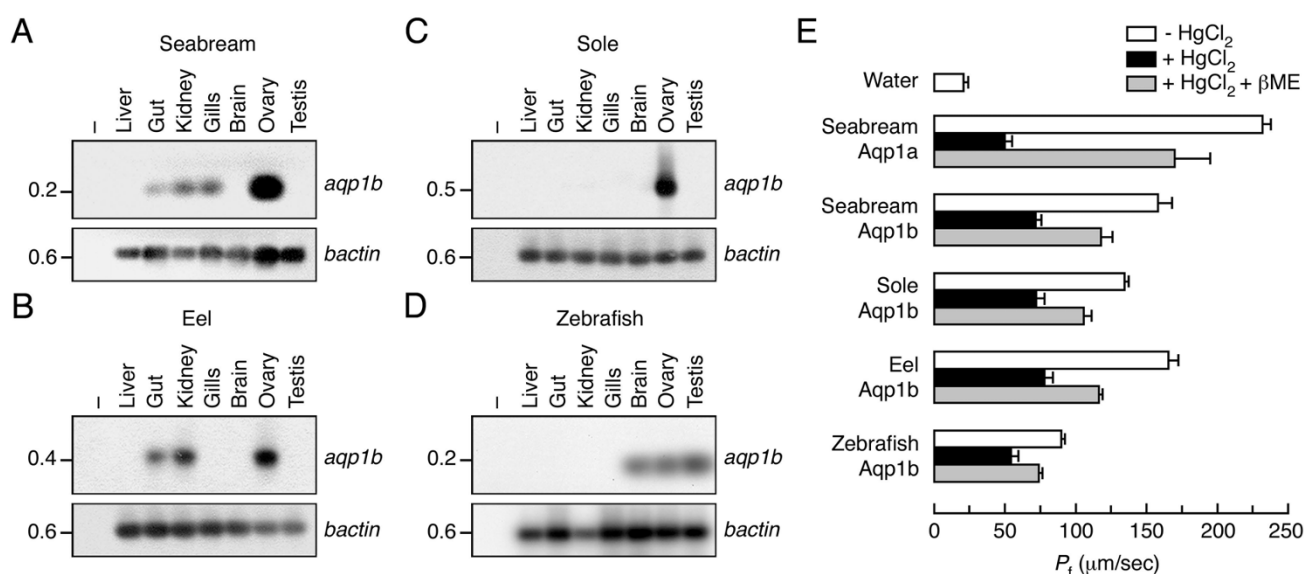 A
Seabream
–
Liver
Gut
Kidney
Gills
Brain
Ovary
Testis
0.2
aqp1b
0.6
bactin
B
Eel
–
Liver
Gut
Kidney
Gills
Brain
Ovary
Testis
0.4
aqp1b
0.6
bactin
C
Sole
–
Liver
Gut
Kidney
Gills
Brain
Ovary
Testis
0.5
aqp1b
0.6
bactin
D
Zebrafish
–
Liver
Gut
Kidney
Gills
Brain
Ovary
Testis
0.2
aqp1b
0.6
bactin
E
- HgCl2
+ HgCl2
+ HgCl2 + βME
Water
Seabream
Aqp1a
Seabream
Aqp1b
Sole
Aqp1b
Eel
Aqp1b
Zebrafish
Aqp1b
0 50 100 150 200 250
Pf (μm/sec)